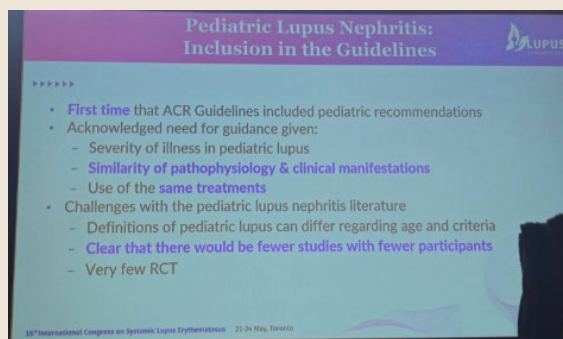 Pediatric Lupus Nephritis:
Inclusion in the Guidelines
LUPUS
• First time that ACR Guidelines included pediatric recommendations
• Acknowledged need for guidance given:
– Severity of illness in pediatric lupus
– Similarity of pathophysiology & clinical manifestations
– Use of the same treatments
• Challenges with the pediatric lupus nephritis literature
– Definitions of pediatric lupus can differ regarding age and criteria
– Clear that there would be fewer studies with fewer participants
– Very few RCT
16th International Congress on Systemic Lupus Erythematosus 21-24 May, Toronto